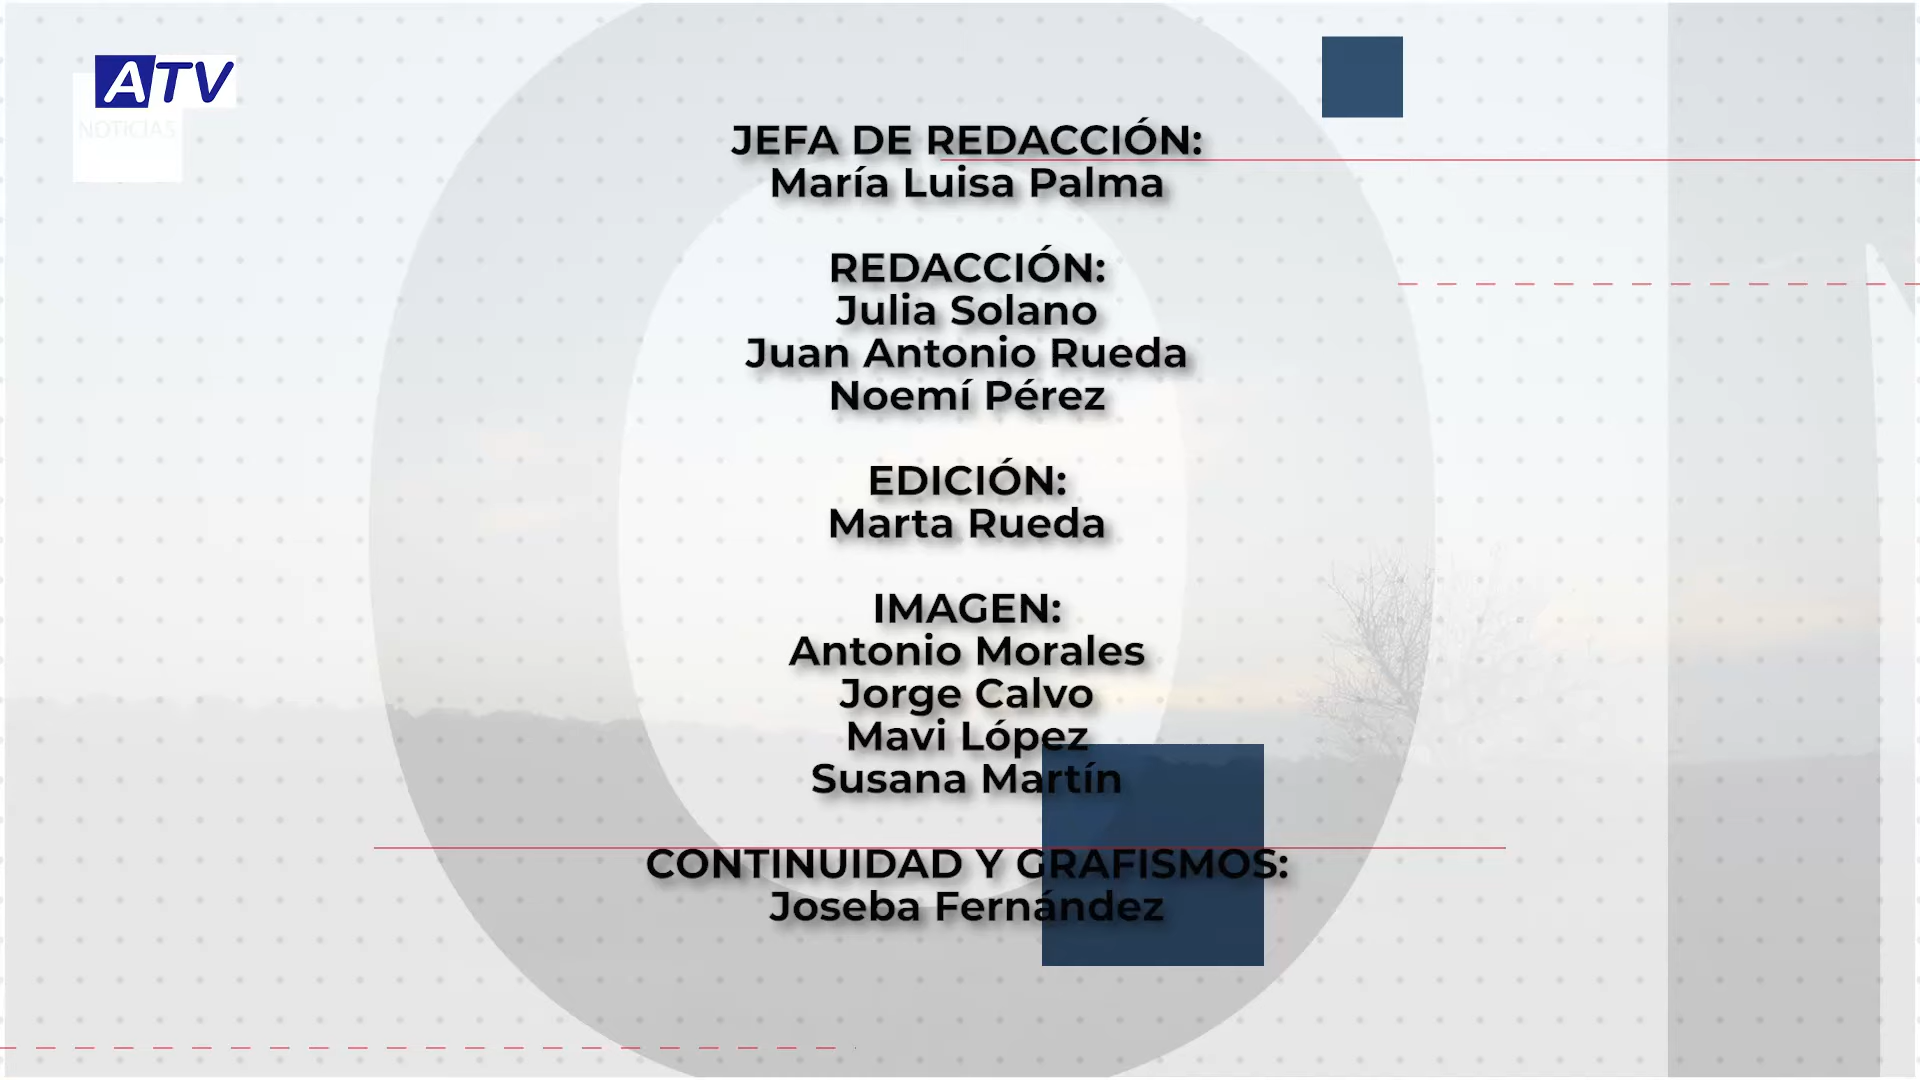 ATV
NOTICIAS
JEFA DE REDACCIÓN:
María Luisa Palma
REDACCIÓN:
Julia Solano
Juan Antonio Rueda
Noemí Pérez
EDICIÓN:
Marta Rueda
IMAGEN:
Antonio Morales
Jorge Calvo
Mavi López
Susana Martín
CONTINUIDAD Y GRAFISMOS:
Joseba Fernández